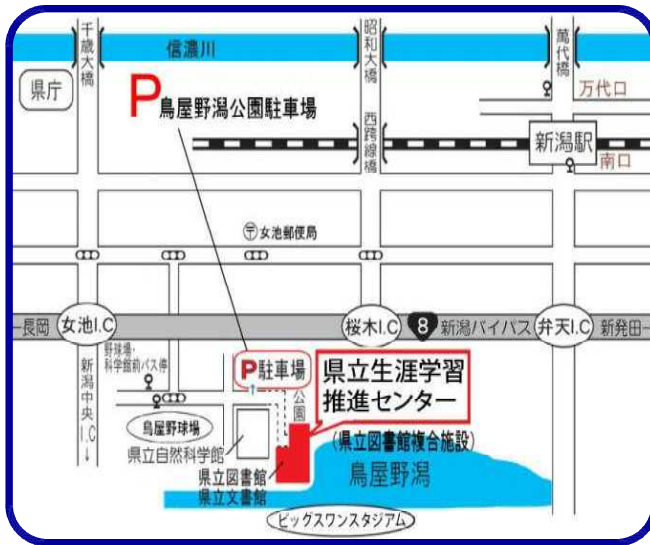 千歳大橋
信濃川
昭和大橋
萬代橋
県庁
P鳥屋野潟公園駐車場
西跨線橋
万代口
新潟駅
南口
〒女池郵便局
長岡
女池I.C
桜木I.C
8
新潟バイパス
弁天I.C
新発田
新潟中央I.C
野球場・
科学館前バス停
P駐車場
公園
県立生涯学習
推進センター
(県立図書館複合施設)
鳥屋野球場
県立自然科学館
県立図書館
県立文書館
鳥屋野潟
ビッグスワンスタジアム